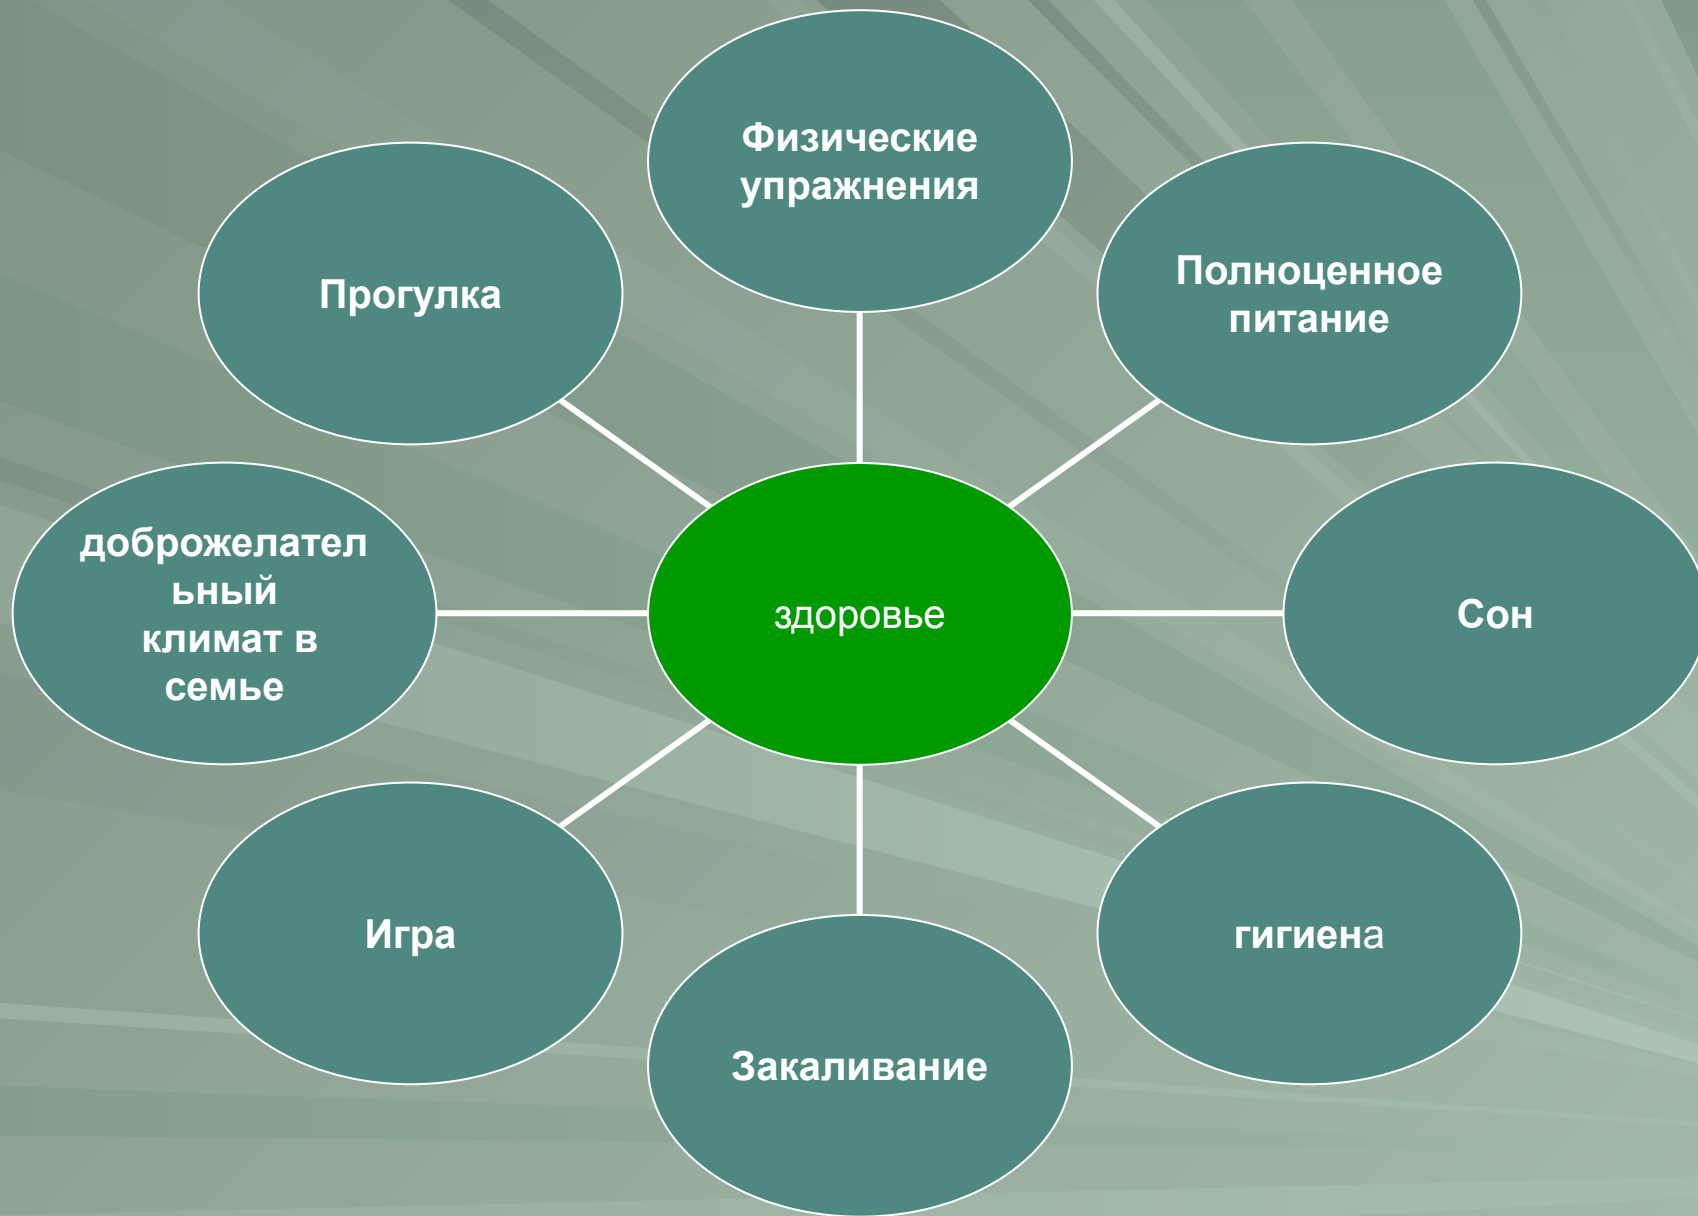 Физические
упражнения
Полноценное
питание
Прогулка
доброжелател
ьный
климат в
семье
здоровье
Сон
Игра
гигиена
Закаливание